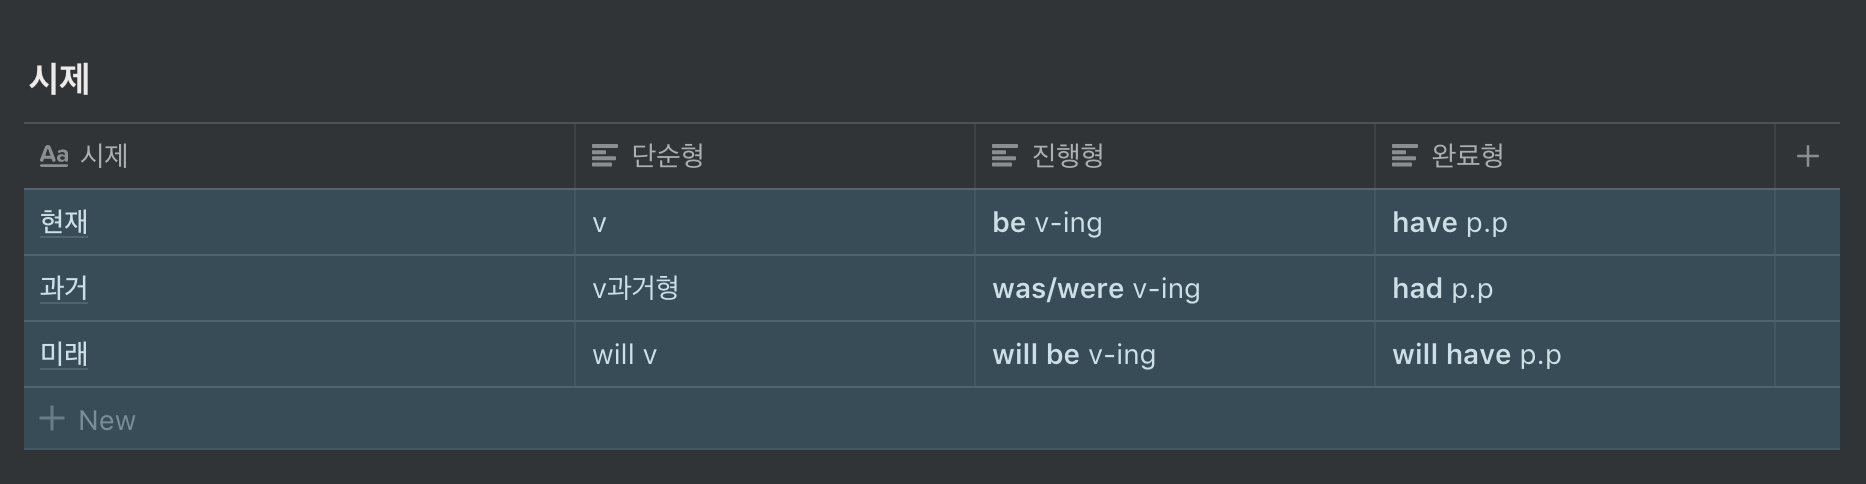 시제
Aa 시제 단순형 진행형 완료형 +
현재 v be v-ing have p.p
과거 v과거형 was/were v-ing had p.p
미래 will v will be v-ing will have p.p
+ New